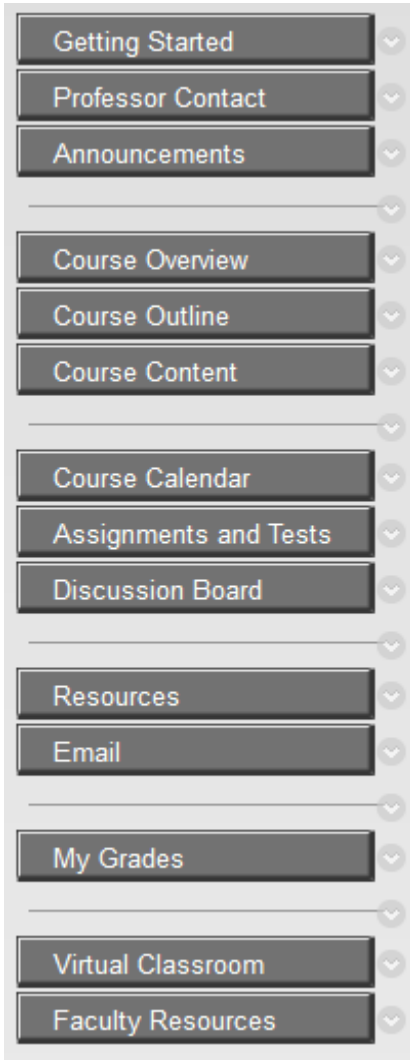 Getting Started
Professor Contact
Announcements
Course Overview
Course Outline
Course Content
Course Calendar
Assignments and Tests
Discussion Board
Resources
Email
My Grades
Virtual Classroom
Faculty Resources